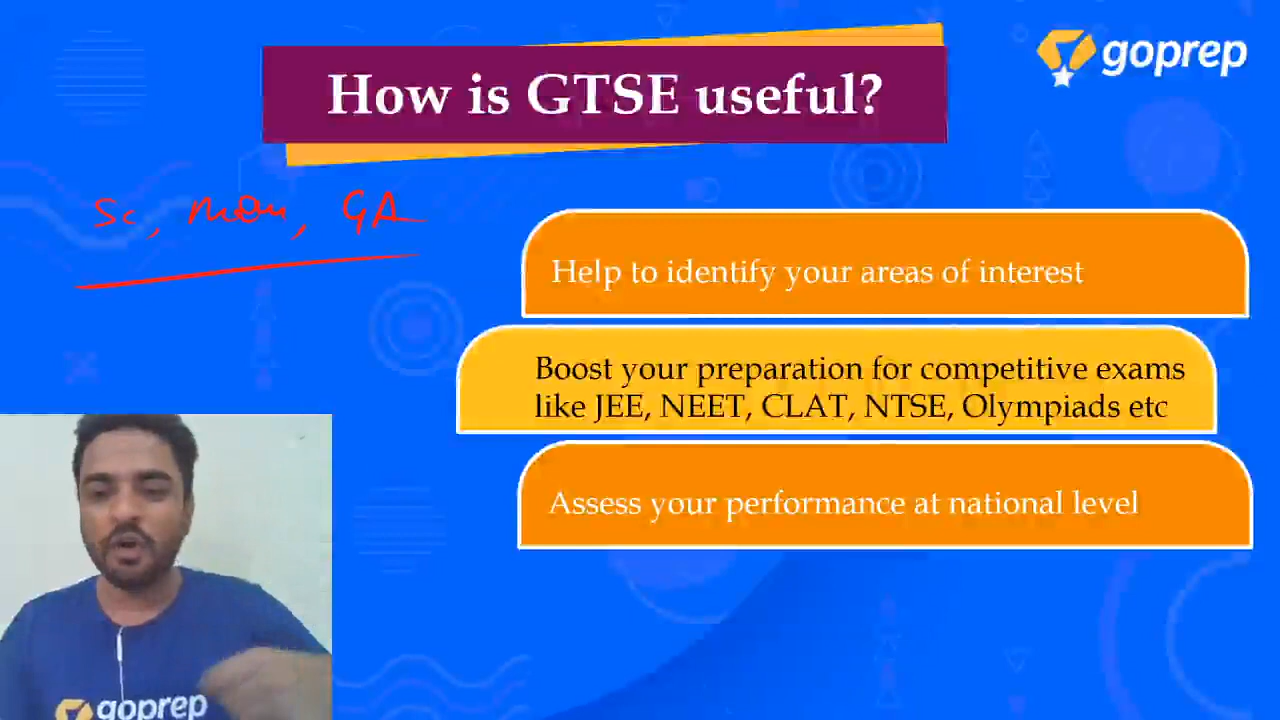 How is GTSE useful?
goprep
Sc, GA
Help to identify your areas of interest
Boost your preparation for competitive exams
like JEE, NEET, CLAT, NTSE, Olympiads etc
Assess your performance at national level
goprep